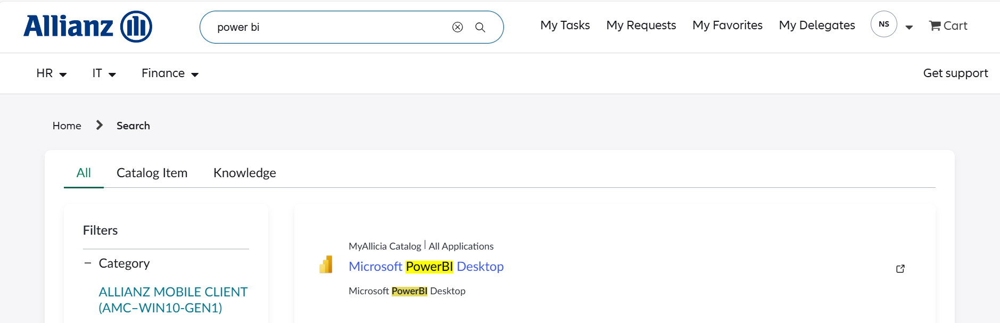 Allianz
power bi
My Tasks My Requests My Favorites My Delegates NS Cart
HR IT Finance Get support
Home Search
All Catalog Item Knowledge
Filters
Category
ALLIANZ MOBILE CLIENT
(AMC–WIN10-GEN1)
MyAllicia Catalog | All Applications
Microsoft PowerBI Desktop
Microsoft PowerBI Desktop